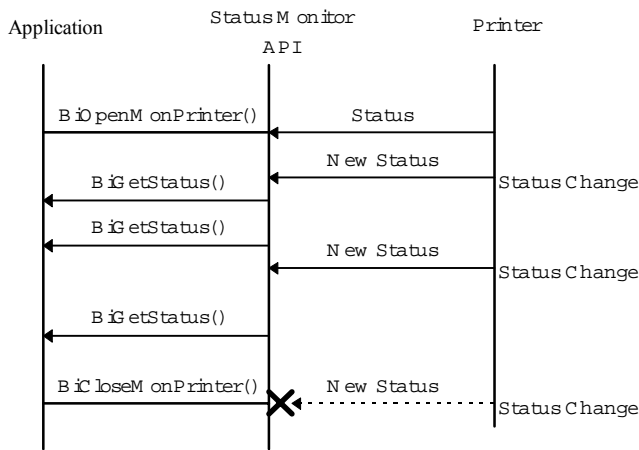 Application
Status Monitor
API
Printer
BiOpenMonPrinter()
Status
New Status
Status Change
BiGetStatus()
BiGetStatus()
New Status
Status Change
BiGetStatus()
BiCloseMonPrinter()
New Status
Status Change